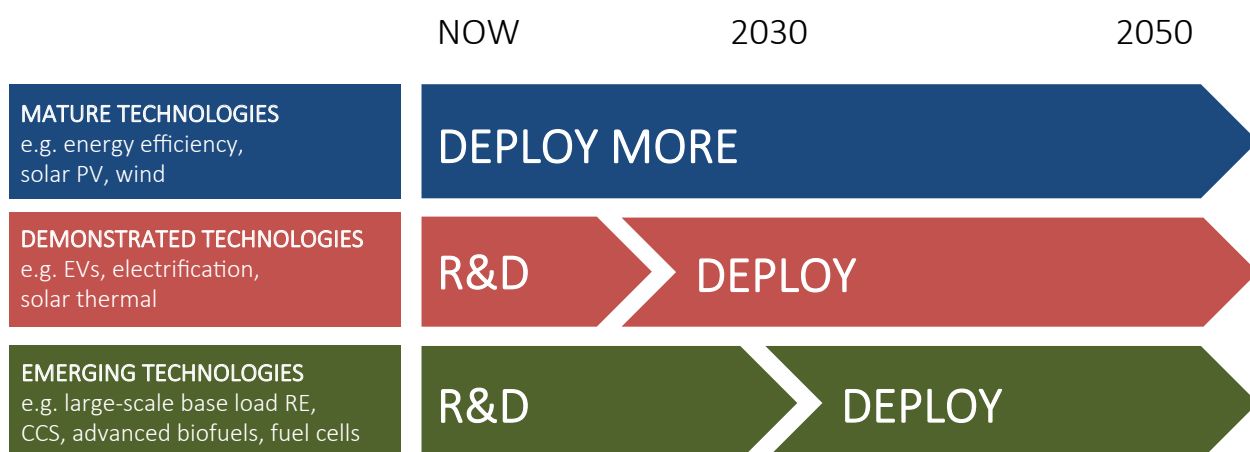 NOW 2030 2050
MATURE TECHNOLOGIES
e.g. energy efficiency,
solar PV, wind
DEPLOY MORE
DEMONSTRATED TECHNOLOGIES
e.g. EVs, electrification,
solar thermal
R&D
DEPLOY
EMERGING TECHNOLOGIES
e.g. large-scale base load RE,
CCS, advanced biofuels, fuel cells
R&D
DEPLOY